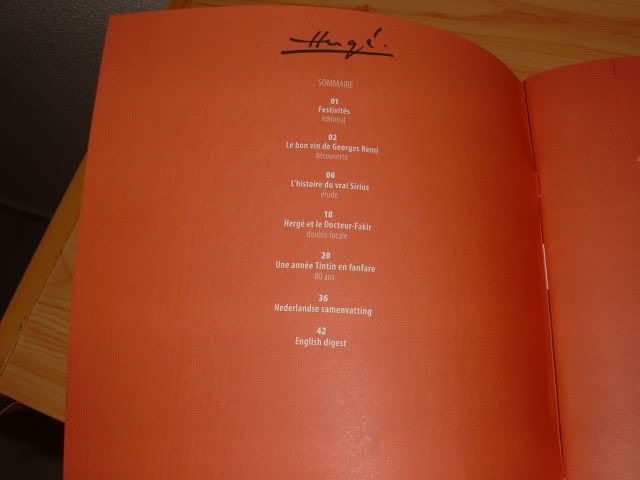 Hergé.
SOMMAIRE
01
Festivités
éditorial
02
Le bon vin de Georges Remi
découverte
06
L'histoire du vrai Sirius
étude
18
Hergé et le Docteur-Fakir
double focale
20
Une année Tintin en fanfare
80 ans
36
Nederlandse samenvatting
42
English digest